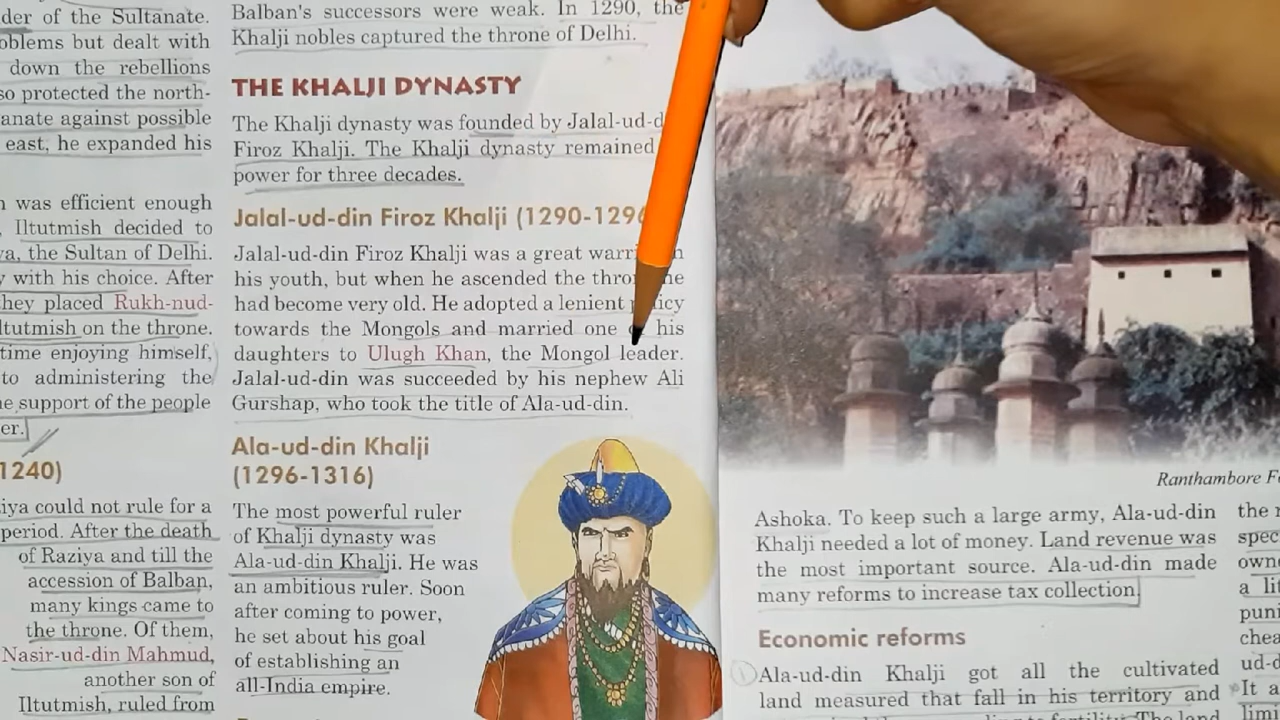 der of the Sultanate.
oblems but dealt with
down the rebellions
so protected the north-
anate against possible
east, he expanded his
was efficient enough
Iltutmish decided to
the Sultan of Delhi.
with his choice. After
they placed Rukh-nud-
Iltutmish on the throne.
time enjoying himself,
to administering the
support of the people
er.
1240)
ziya could not rule for a
period. After the death
of Raziya and till the
accession of Balban,
many kings came to
the throne. Of them,
Nasir-ud-din Mahmud,
another son of
Iltutmish, ruled from
Balban's successors were weak. In 1290, the
Khalji nobles captured the throne of Delhi.
THE KHALJI DYNASTY
The Khalji dynasty was founded by Jalal-ud-d
Firoz Khalji. The Khalji dynasty remained
power for three decades.
Jalal-ud-din Firoz Khalji (1290-1296
Jalal-ud-din Firoz Khalji was a great warri
his youth, but when he ascended the thron he
had become very old. He adopted a lenient policy
towards the Mongols and married one of his
daughters to Ulugh Khan, the Mongol leader.
Jalal-ud-din was succeeded by his nephew Ali
Gurshap, who took the title of Ala-ud-din.
Ala-ud-din Khalji
(1296-1316)
The most powerful ruler
of Khalji dynasty was
Ala-ud-din Khalji. He was
an ambitious ruler. Soon
after coming to power,
he set about his goal
of establishing an
all-India empire.
Ranthambore Fo
Ashoka. To keep such a large army, Ala-ud-din
Khalji needed a lot of money. Land revenue was
the most important source. Ala-ud-din made
many reforms to increase tax collection.
Economic reforms
1
Ala-ud-din Khalji got all the cultivated
land measured that fall in his territory and
the
spec
own
a li
pun
chea
ud-d
It a
limi